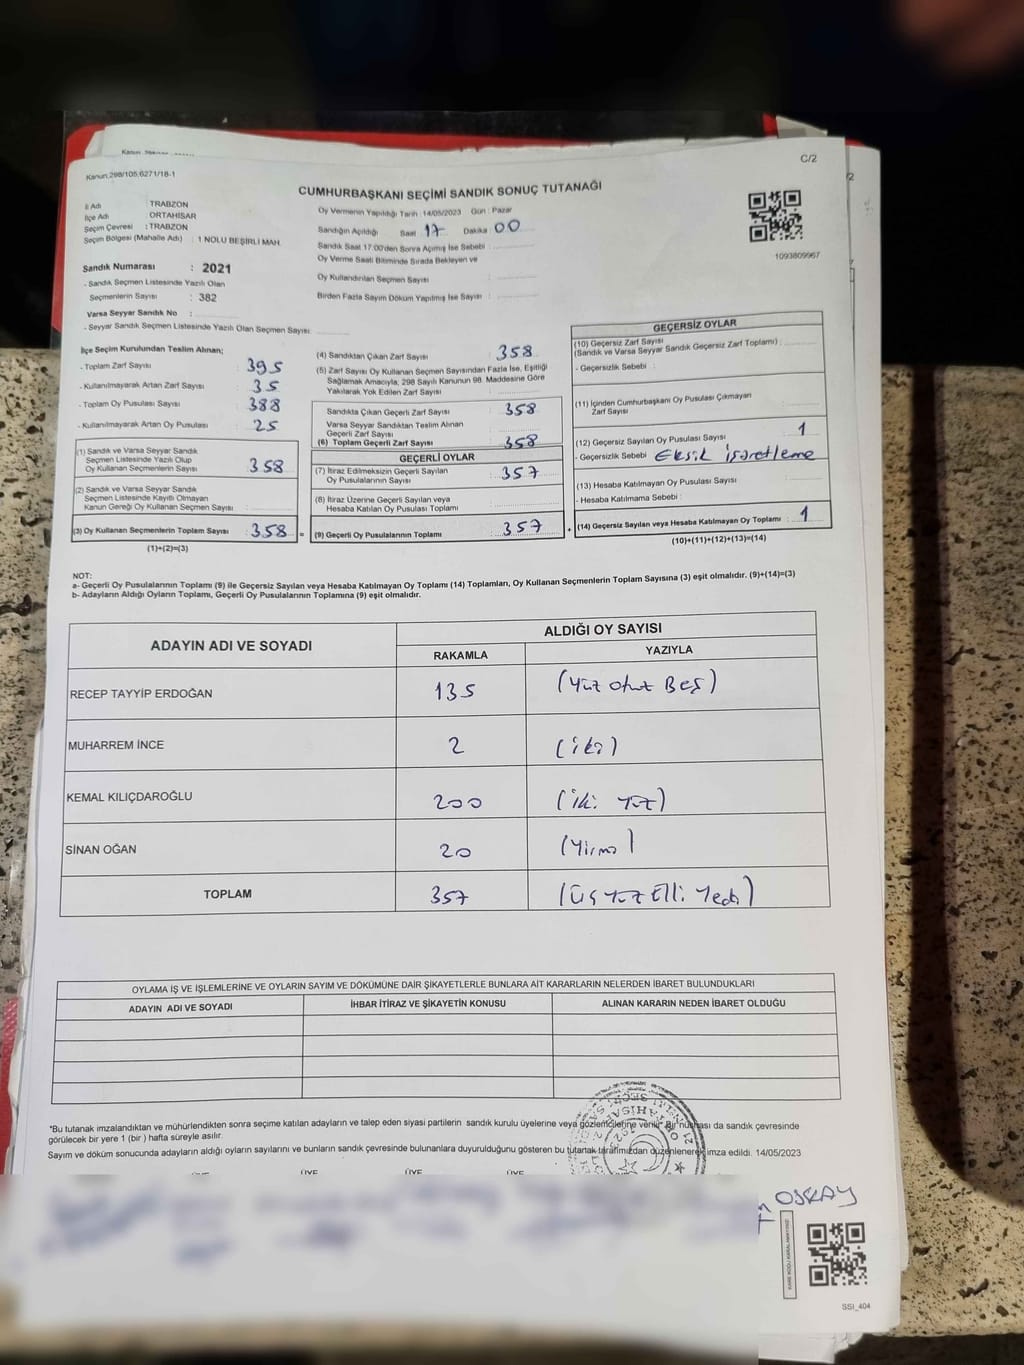 C/2
Kanun,298/105,6271/18-1
CUMHURBAŞKANI SEÇİMİ SANDIK SONUÇ TUTANAĞI
İl Adı : TRABZON
İlçe Adı : ORTAHİSAR
Seçim Çevresi : TRABZON
Seçim Bölgesi (Mahalle Adı) : 1 NOLU BEŞİRLİ MAH.
Sandık Numarası : 2021
- Sandık Seçmen Listesinde Yazılı Olan
Seçmenlerin Sayısı : 382
Varsa Seyyar Sandık No :
- Seyyar Sandık Seçmen Listesinde Yazılı Olan Seçmen Sayısı
Oy Vermenin Yapıldığı Tarih : 14/05/2023 Gün : Pazar
Sandığın Açıldığı Saat 17 Dakika 00
Sandık Saat 17:00'den Sonra Açımış İse Sebebi :
Oy Verme Saati Bitiminde Sırada Bekleyen ve
Oy Kullandırılan Seçmen Sayısı :
Birden Fazla Sayım Döküm Yapılmış İse Sayısı :
1093809967
İlçe Seçim Kurulundan Teslim Alınan;
- Toplam Zarf Sayısı 395
- Kullanılmayarak Artan Zarf Sayısı 35
- Toplam Oy Pusulası Sayısı 388
- Kullanılmayarak Artan Oy Pusulası 25
(1) Sandık ve Varsa Seyyar Sandık
Seçmen Listesinde Yazılı Olup
Oy Kullanan Seçmenlerin Sayısı 358
(2) Sandık ve Varsa Seyyar Sandık
Seçmen Listesinde Kayıtlı Olmayan
Kanun Gereği Oy Kullanan Seçmen Sayısı :
(3) Oy Kullanan Seçmenlerin Toplam Sayısı 358 =
(1)+(2)=(3)
(4) Sandıktan Çıkan Zarf Sayısı : 358
(5) Zarf Sayısı Oy Kullanan Seçmen Sayısından Fazla İse, Eşitliği
Sağlamak Amacıyla; 298 Sayılı Kanunun 98. Maddesine Göre
Yakılarak Yok Edilen Zarf Sayısı
Sandıkta Çıkan Geçerli Zarf Sayısı 358
Varsa Seyyar Sandıktan Teslim Alınan
Geçerli Zarf Sayısı
(6) Toplam Geçerli Zarf Sayısı 358
GEÇERLİ OYLAR
(7) İtiraz Edilmeksizin Geçerli Sayılan
Oy Pusulasının Sayısı : 357
(8) İtiraz Üzerine Geçerli Sayılan veya
Hesaba Katılan Oy Pusulası Toplamı
(9) Geçerli Oy Pusulalarının Toplamı : 357 +
GEÇERSİZ OYLAR
(10) Geçersiz Zarf Sayısı
(Sandık ve Varsa Seyyar Sandık Geçersiz Zarf Toplamı) :
- Geçersizlik Sebebi :
(11) İçinden Cumhurbaşkanı Oy Pusulası Çıkmayan
Zarf Sayısı
(12) Geçersiz Sayılan Oy Pusulası Sayısı : 1
- Geçersizlik Sebebi Eksik işaretleme
(13) Hesaba Katılmayan Oy Pusulası Sayısı :
- Hesaba Katılmama Sebebi :
(14) Geçersiz Sayılan veya Hesaba Katılmayan Oy Toplamı : 1
(10)+(11)+(12)+(13)=(14)
NOT:
a- Geçerli Oy Pusulalarının Toplamı (9) ile Geçersiz Sayılan veya Hesaba Katılmayan Oy Toplamı (14) Toplamları, Oy Kullanan Seçmenlerin Toplam Sayısına (3) eşit olmalıdır. (9)+(14)=(3)
b- Adayların Aldığı Oyların Toplamı, Geçerli Oy Pusulalarının Toplamına (9) eşit olmalıdır.
ADAYIN ADI VE SOYADI
ALDIĞI OY SAYISI
RAKAMLA YAZIYLA
RECEP TAYYİP ERDOĞAN 135 (Yüz otuz Beş)
MUHARREM İNCE 2 (iki)
KEMAL KILIÇDAROĞLU 200 (iki Yüz)
SİNAN OĞAN 20 (Yirmi)
TOPLAM 357 (Üç Yüz Elli Yedi)
OYLAMA İŞ VE İŞLEMLERİNE VE OYLARIN SAYIM VE DÖKÜMÜNE DAİR ŞİKAYETLERLE BUNLARA AİT KARARLARIN NELERDEN İBARET BULUNDUKLARI
ADAYIN ADI VE SOYADI İHBAR İTİRAZ VE ŞİKAYETİN KONUSU ALINAN KARARIN NEDEN İBARET OLDUĞU
"Bu tutanak imzalandıktan ve mühürlendikten sonra seçime katılan adayların ve talep eden siyasi partilerin sandık kurulu üyelerine veya gözlemcilerine verilir. Bir nüshası da sandık çevresinde
görülecek bir yere 1 (bir ) hafta süreyle asılır.
Sayım ve döküm sonucunda adayların aldığı oyların sayılarını ve bunların sandık çevresinde bulunanlara duyurulduğunu gösteren bu tutanak tarafımızdan düzenlenerek imza edildi. 14/05/2023
ÜYE ÜYE ÜYE
OSKAY
SSI_404